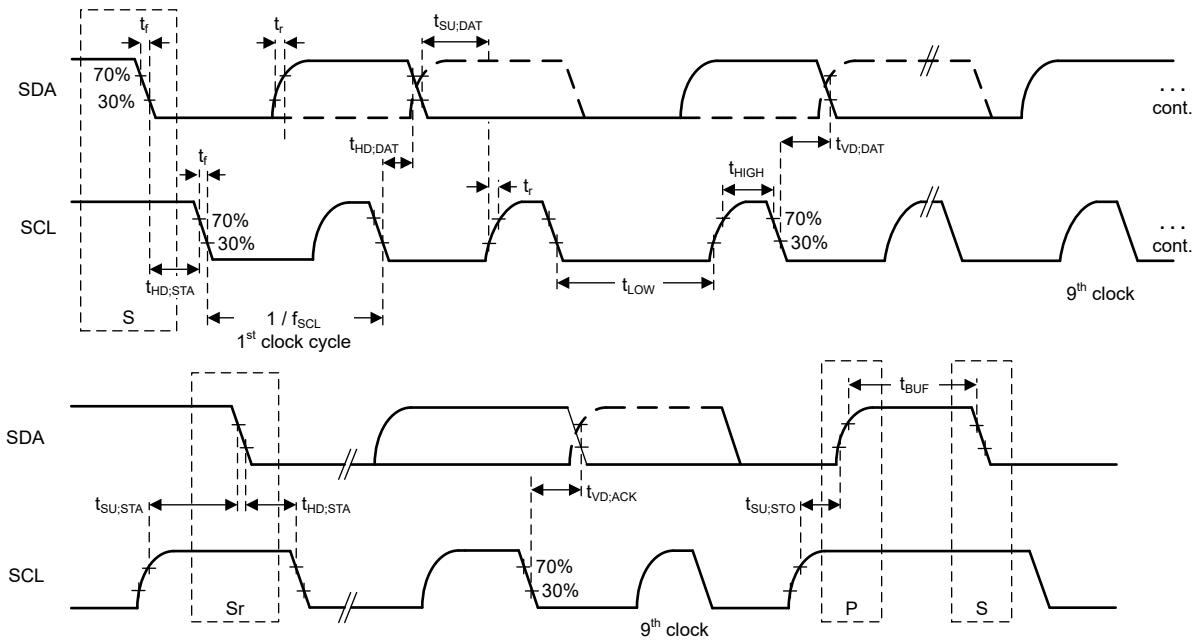 tf
tr
tSU;DAT
SDA
70%
30%
. . .
cont.
tHD;DAT
tVD;DAT
tf
tr
tHIGH
SCL
70%
30%
70%
30%
. . .
cont.
tHD;STA
tLOW
S
1 / fSCL
1st clock cycle
9th clock
tBUF
SDA
tSU;STA
tHD;STA
tVD;ACK
tSU;STO
SCL
70%
30%
Sr
P
S
9th clock